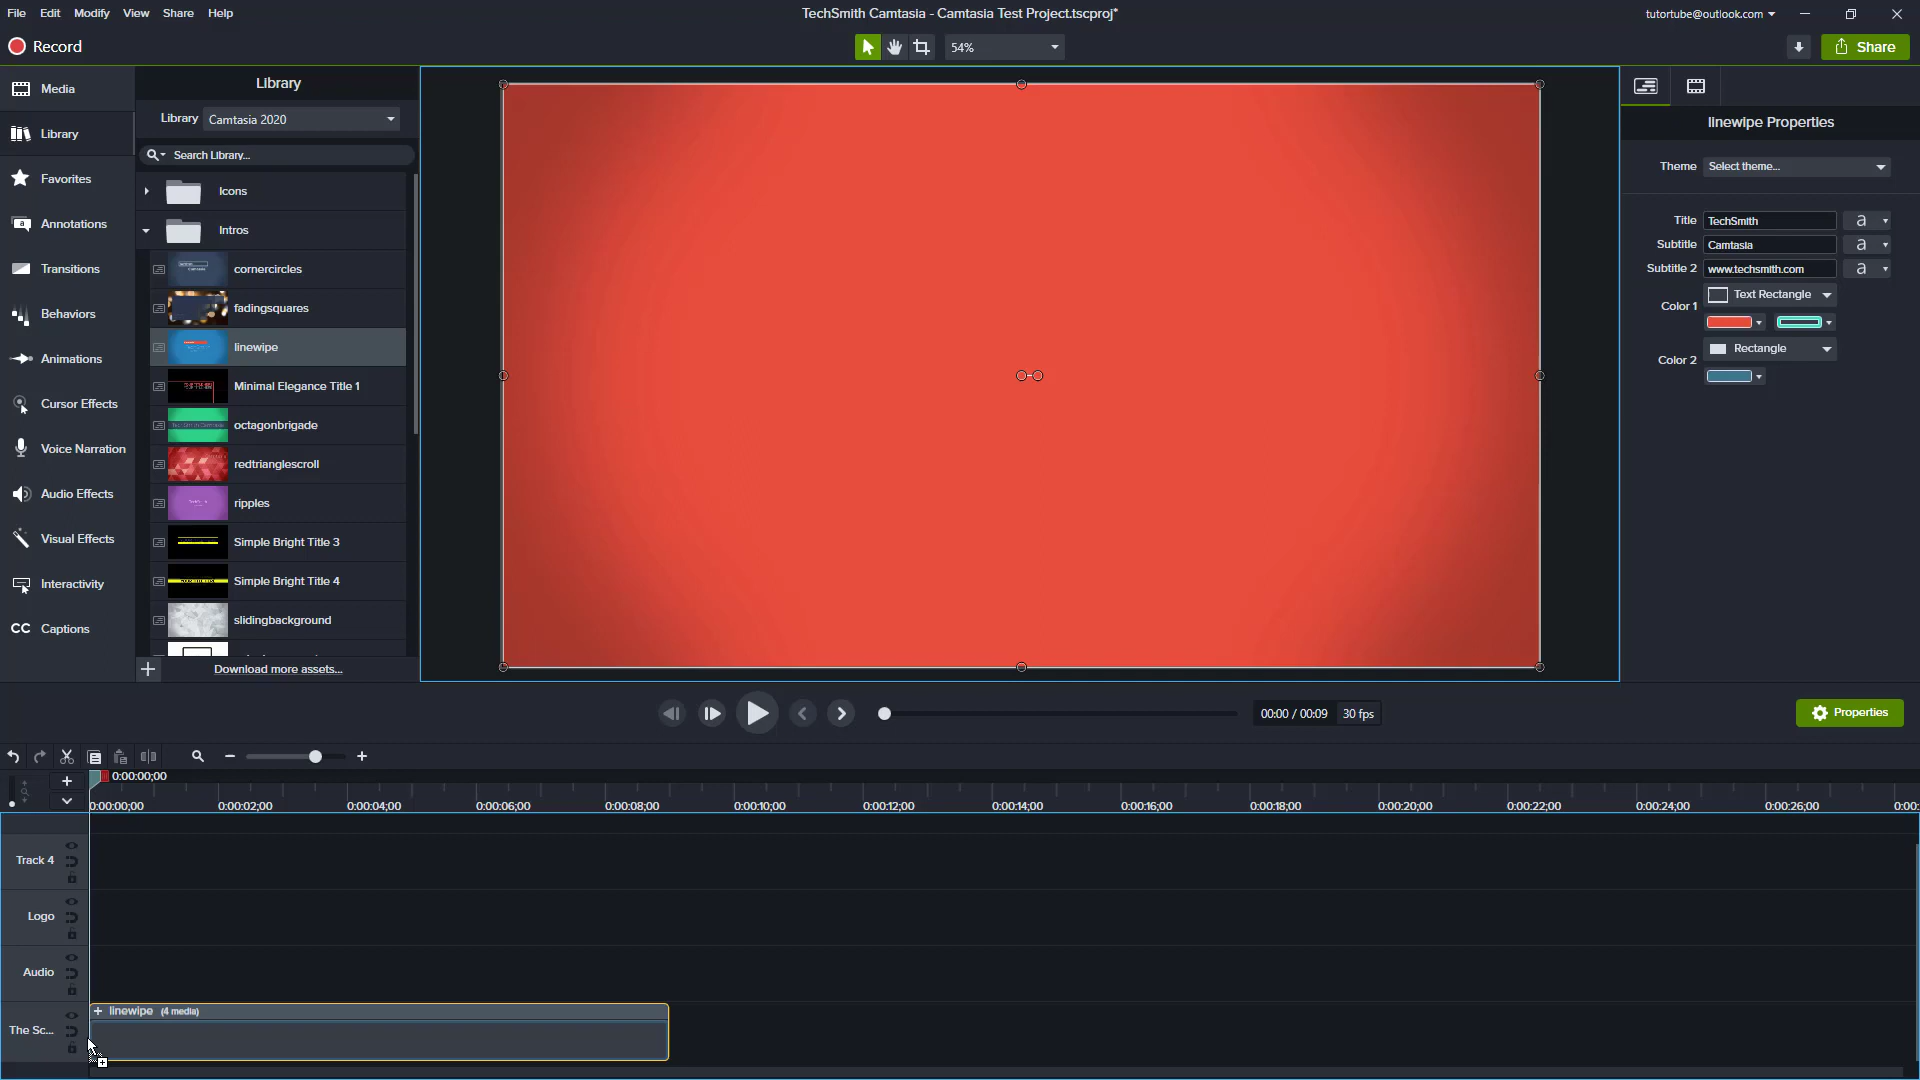 File Edit Modify View Share Help
TechSmith Camtasia - Camtasia Test Project.tscproj*
tutortube@outlook.com
Record
54%
Share
Media
Library
Favorites
Annotations
Transitions
Behaviors
Animations
Cursor Effects
Voice Narration
Audio Effects
Visual Effects
Interactivity
CC Captions
Library
Library Camtasia 2020
Search Library...
Icons
Intros
cornercircles
fadingsquares
linewipe
Minimal Elegance Title 1
octagonbrigade
redtrianglescroll
ripples
Simple Bright Title 3
Simple Bright Title 4
slidingbackground
Download more assets...
linewipe Properties
Theme Select theme...
Title TechSmith a
Subtitle Camtasia a
Subtitle 2 www.techsmith.com a
Color 1 Text Rectangle
Color 2 Rectangle
00:00 / 00:09 30 fps
Properties
0:00:00;00
0:00:00;00 0:00:02;00 0:00:04;00 0:00:06;00 0:00:08;00 0:00:10;00 0:00:12;00 0:00:14;00 0:00:16;00 0:00:18;00 0:00:20;00 0:00:22;00 0:00:24;00 0:00:26;00 0:00:
Track 4
Logo
Audio
The Sc...
linewipe (4 media)